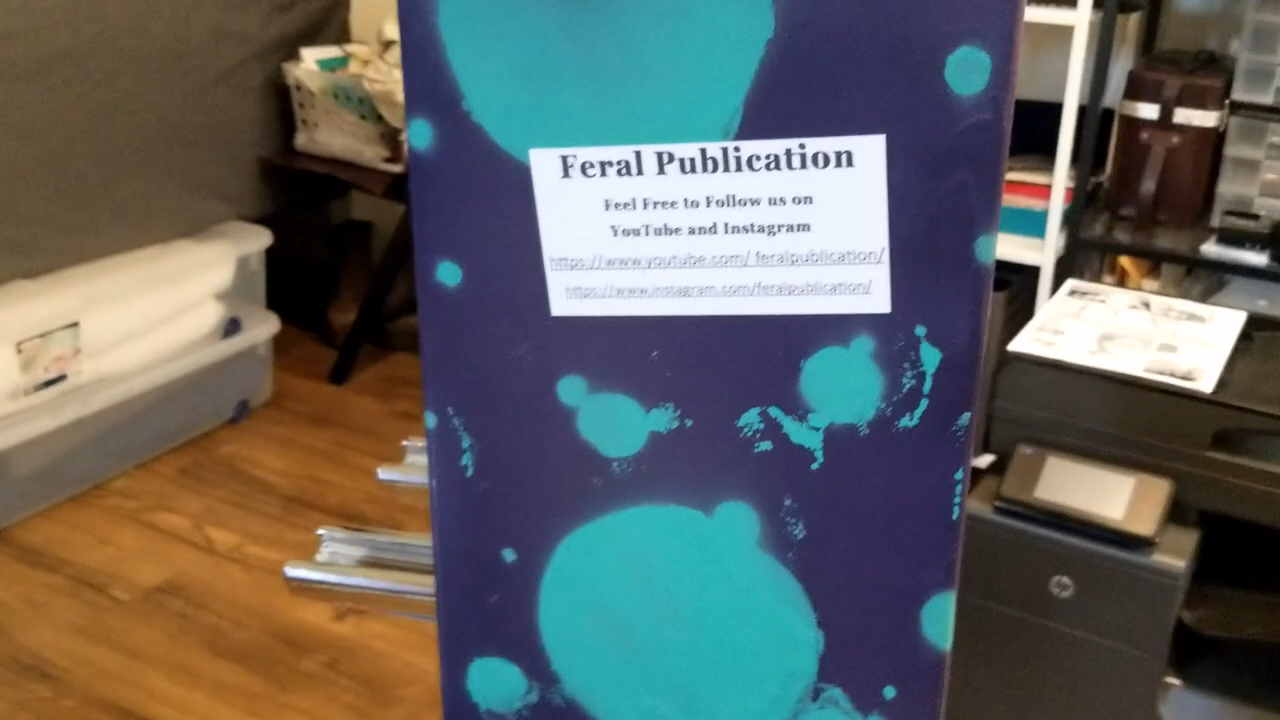 Feral Publication
Feel Free to Follow us on
YouTube and Instagram
https://www.youtube.com/ feralpublication/
https://www.instagram.com/feralpublication/
hp